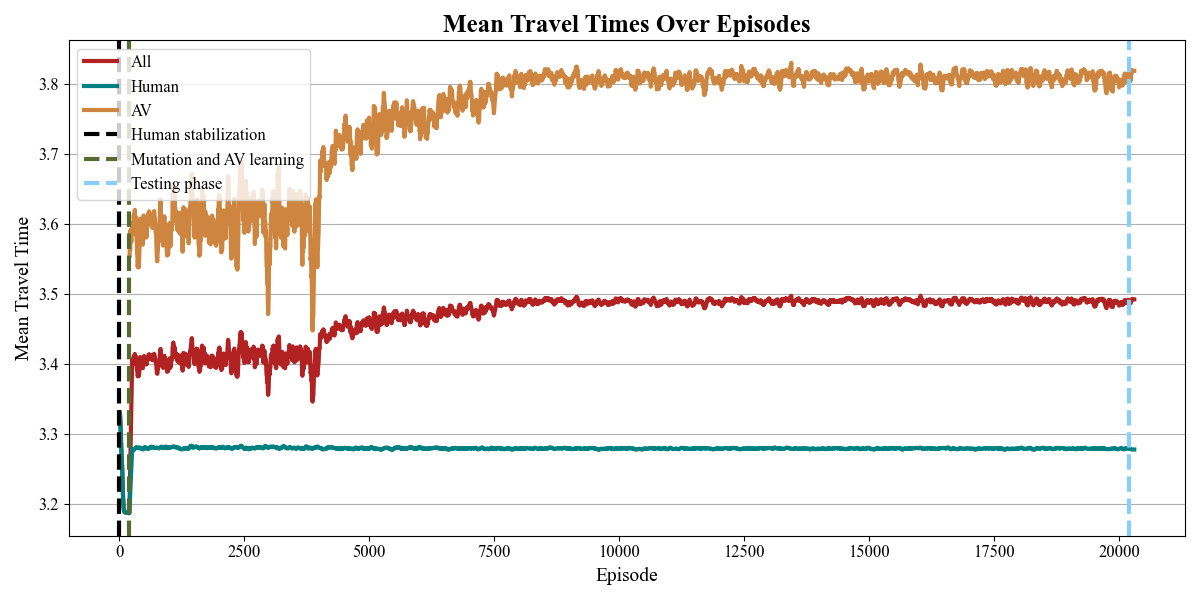 Mean Travel Times Over Episodes
All
Human
AV
Human stabilization
Mutation and AV learning
Testing phase
Mean Travel Time
3.8
3.7
3.6
3.5
3.4
3.3
3.2
0 2500 5000 7500 10000 12500 15000 17500 20000
Episode